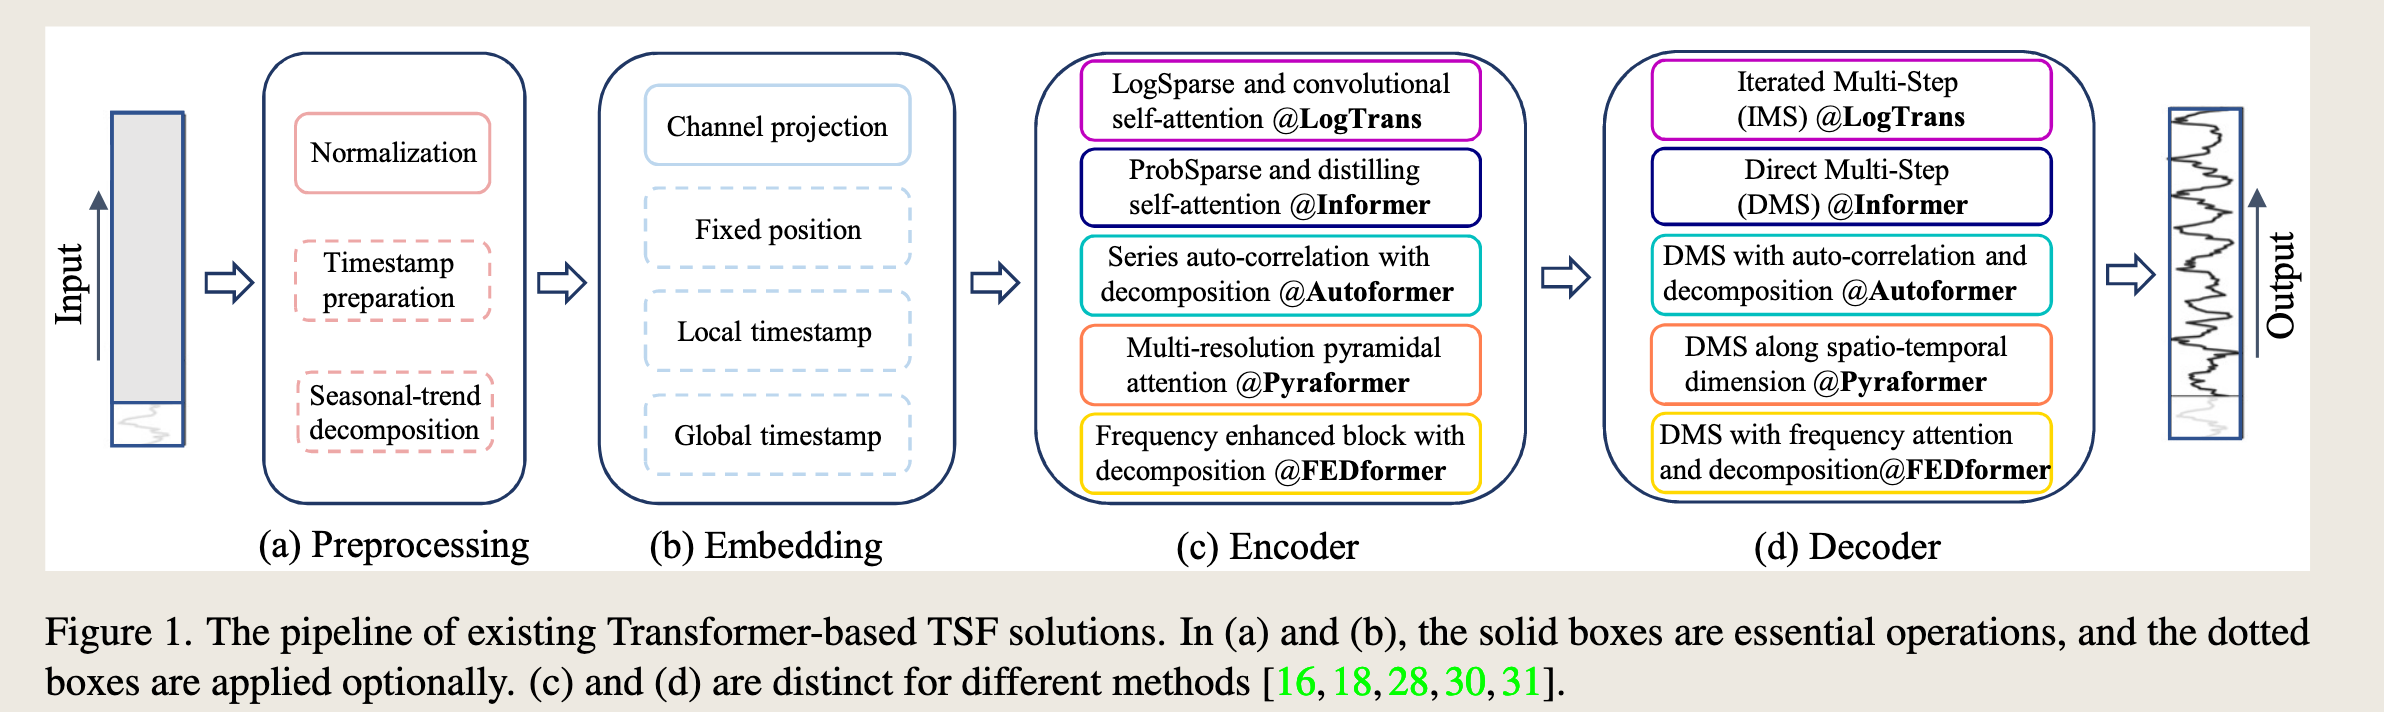 Input
Normalization
Timestamp
preparation
Seasonal-trend
decomposition
(a) Preprocessing
Channel projection
Fixed position
Local timestamp
Global timestamp
(b) Embedding
LogSparse and convolutional
self-attention @LogTrans
ProbSparse and distilling
self-attention @Informer
Series auto-correlation with
decomposition @Autoformer
Multi-resolution pyramidal
attention @Pyraformer
Frequency enhanced block with
decomposition @FEDformer
(c) Encoder
Iterated Multi-Step
(IMS) @LogTrans
Direct Multi-Step
(DMS) @Informer
DMS with auto-correlation and
decomposition @Autoformer
DMS along spatio-temporal
dimension @Pyraformer
DMS with frequency attention
and decomposition@FEDformer
(d) Decoder
Output
Figure 1. The pipeline of existing Transformer-based TSF solutions. In (a) and (b), the solid boxes are essential operations, and the dotted
boxes are applied optionally. (c) and (d) are distinct for different methods [16, 18, 28, 30, 31].